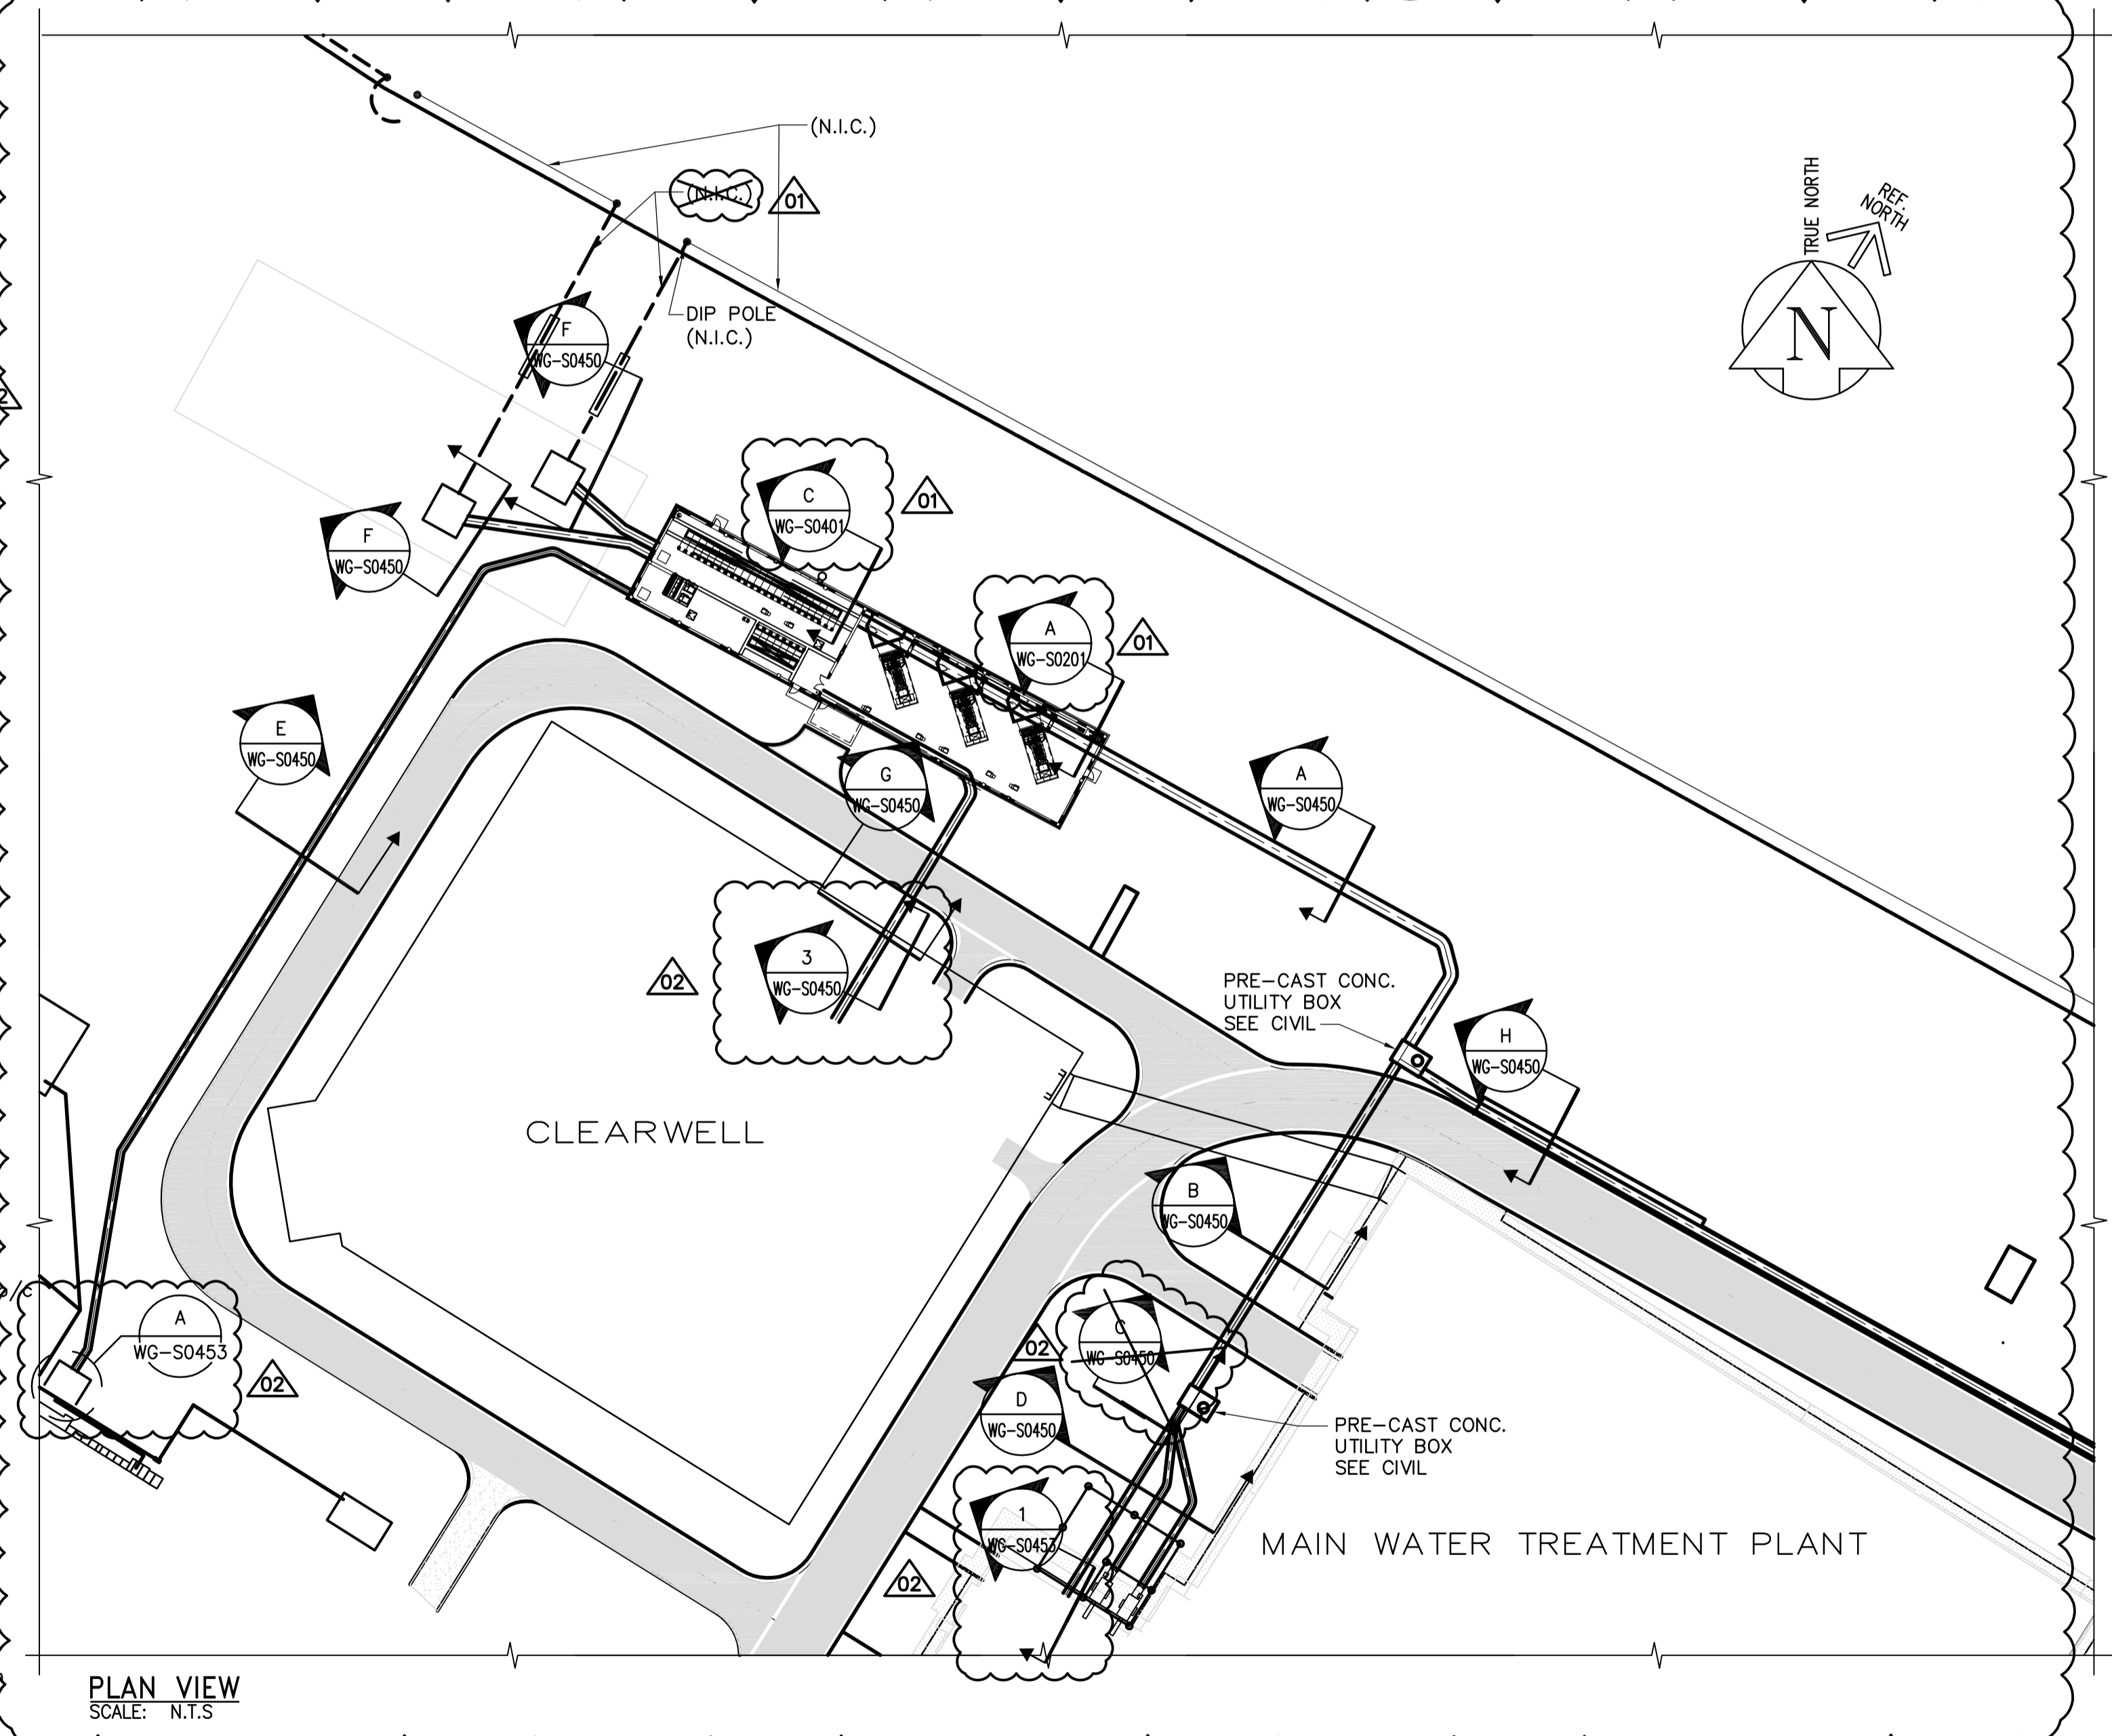 (N.I.C.)
(N.I.C.)
01
TRUE NORTH
REF.
NORTH
N
DIP POLE
(N.I.C.)
F
WG-S0450
C
WG-S0401
01
F
WG-S0450
A
WG-S0201
01
E
WG-S0450
G
WG-S0450
A
WG-S0450
3
WG-S0450
02
PRE-CAST CONC.
UTILITY BOX
SEE CIVIL
H
WG-S0450
CLEARWELL
B
WG-S0450
A
WG-S0453
02
C
WG-S0450
02
D
WG-S0450
PRE-CAST CONC.
UTILITY BOX
SEE CIVIL
1
WG-S0453
02
MAIN WATER TREATMENT PLANT
PLAN VIEW
SCALE: N.T.S